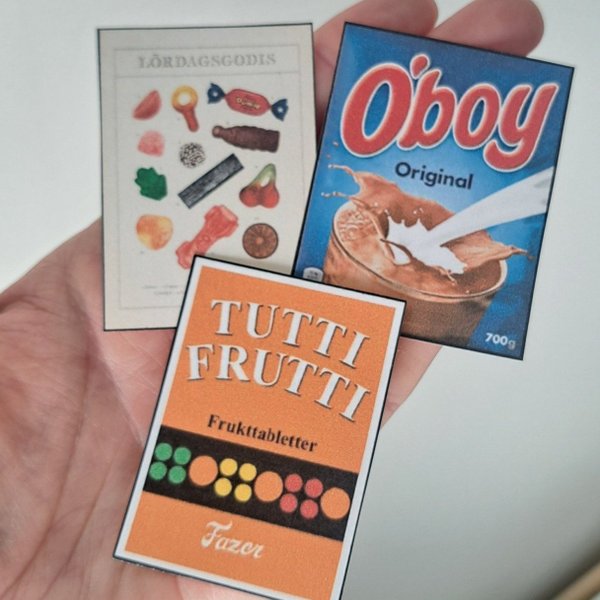 LÖRDAGSGODIS
O'boy
Original
700g
TUTTI
FRUTTI
Frukttabletter
Fazer